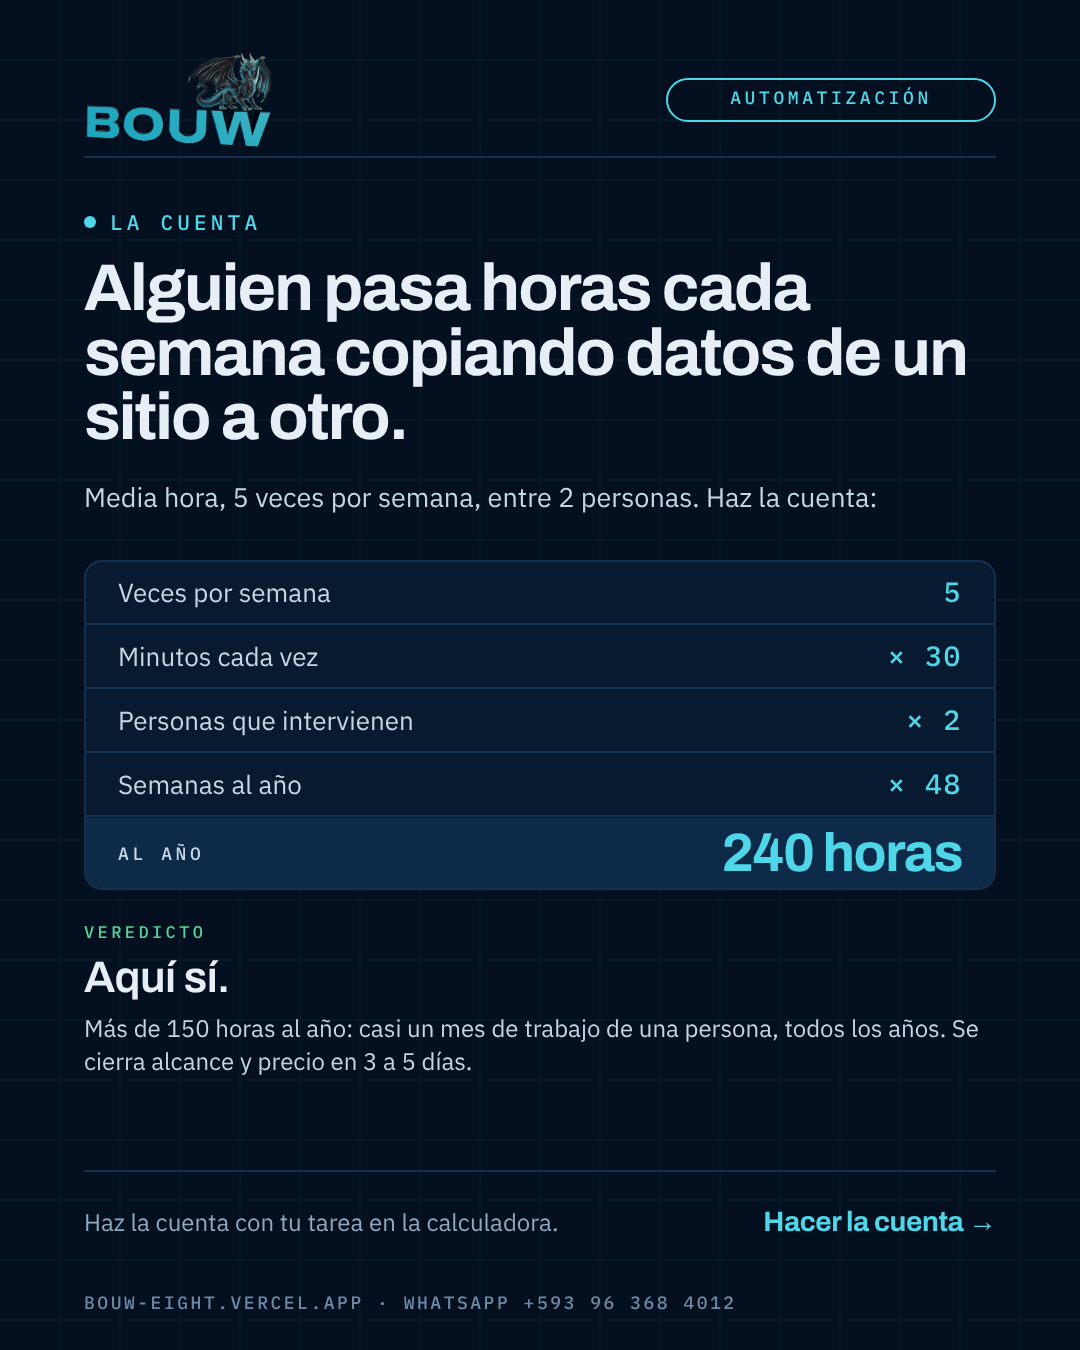 BOUW
AUTOMATIZACIÓN
LA CUENTA
Alguien pasa horas cada
semana copiando datos de un
sitio a otro.
Media hora, 5 veces por semana, entre 2 personas. Haz la cuenta:
Veces por semana 5
Minutos cada vez × 30
Personas que intervienen × 2
Semanas al año × 48
AL AÑO 240 horas
VEREDICTO
Aquí sí.
Más de 150 horas al año: casi un mes de trabajo de una persona, todos los años. Se
cierra alcance y precio en 3 a 5 días.
Haz la cuenta con tu tarea en la calculadora. Hacer la cuenta →
BOUW-EIGHT.VERCEL.APP · WHATSAPP +593 96 368 4012